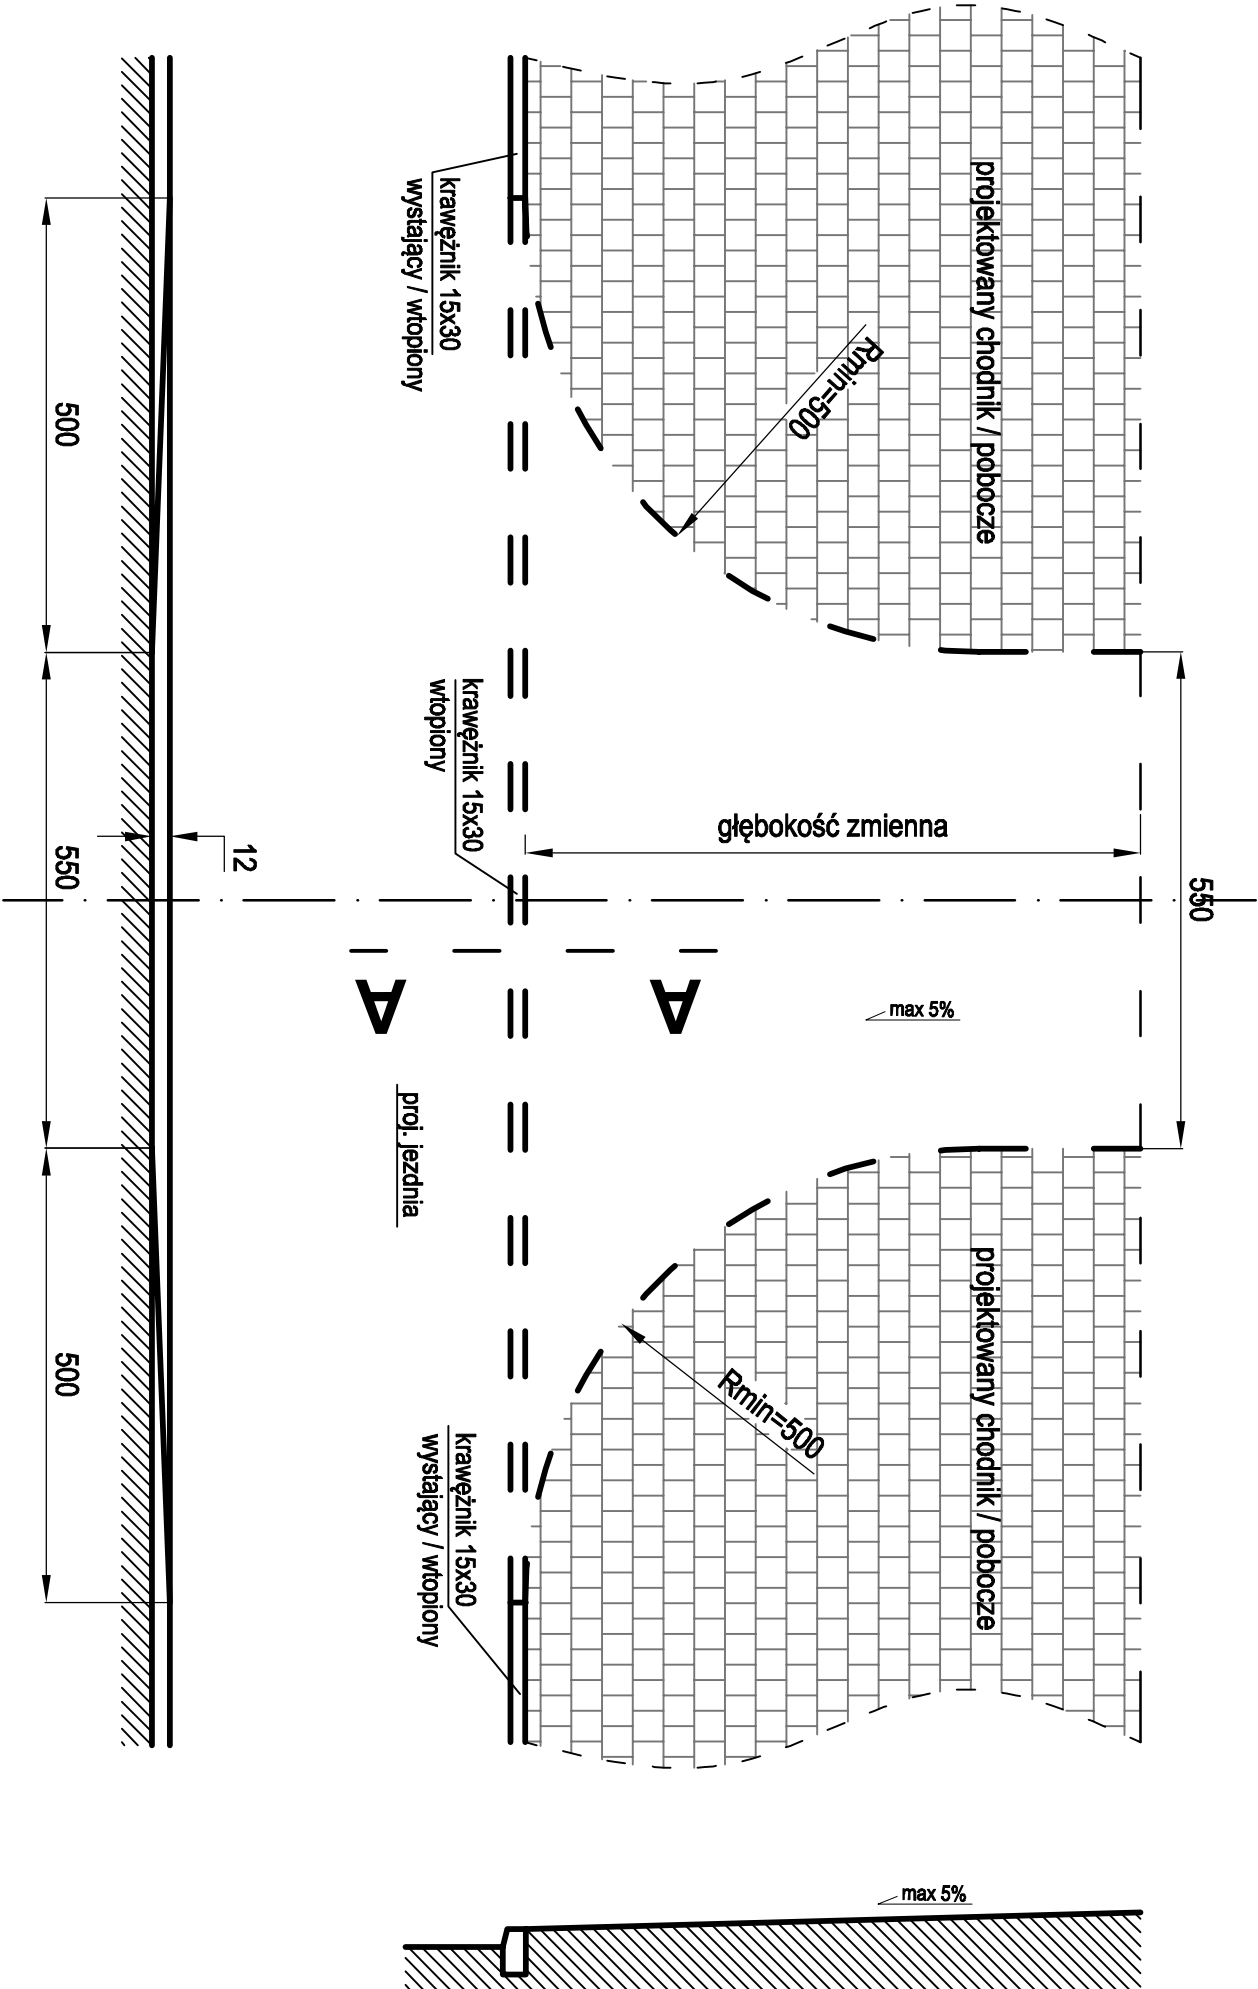 projektowany chodnik / pobocze
projektowany chodnik / pobocze
Rmin=500
Rmin=500
550
głębokość zmienna
max 5%
krawężnik 15x30
wystający / wtopiony
krawężnik 15x30
wtopiony
krawężnik 15x30
wystający / wtopiony
A
A
proj. jezdnia
12
500
550
500
max 5%